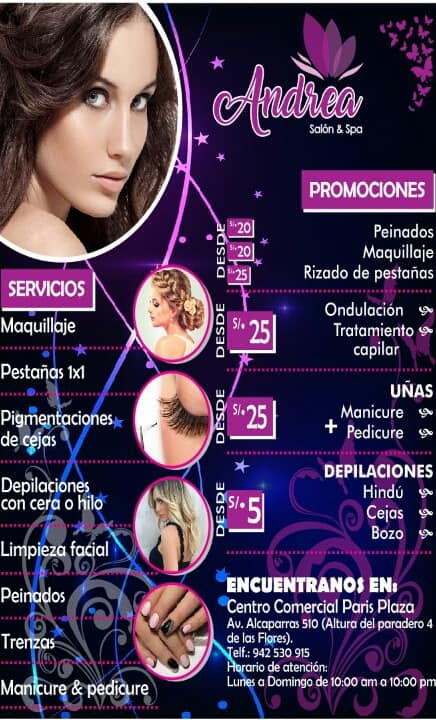 Andrea
Salón & Spa
SERVICIOS
Maquillaje
Pestañas 1x1
Pigmentaciones
de cejas
Depilaciones
con cera o hilo
Limpieza facial
Peinados
Trenzas
Manicure & pedicure
PROMOCIONES
DESDE
S/. 20 Peinados
S/. 20 Maquillaje
S/. 25 Rizado de pestañas
DESDE
S/. 25
Ondulación
Tratamiento
capilar
UÑAS
DESDE
S/. 25
Manicure
+ Pedicure
DEPILACIONES
DESDE
S/. 5
Hindú
Cejas
Bozo
ENCUENTRANOS EN:
Centro Comercial Paris Plaza
Av. Alcaparras 510 (Altura del paradero 4
de las Flores).
Telf.: 942 530 915
Horario de atención:
Lunes a Domingo de 10:00 am a 10:00 pm